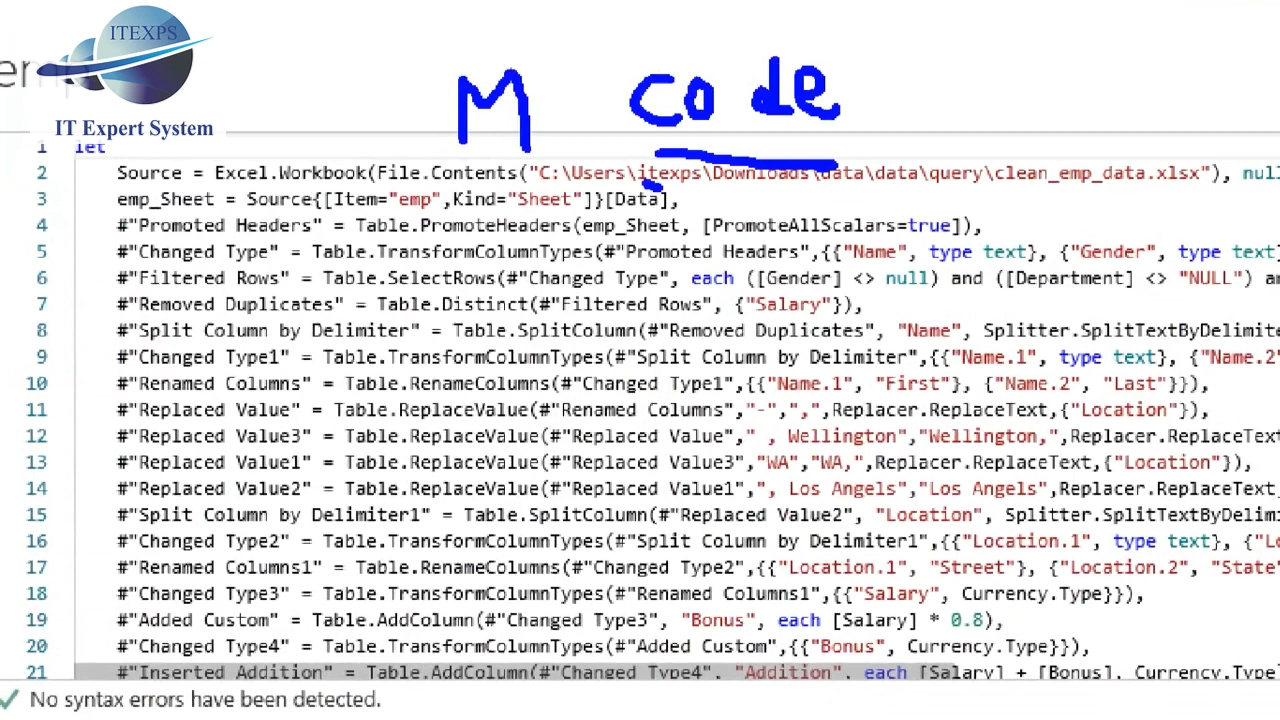 ITEXPS
emp
M code
IT Expert System
1 let
2 Source = Excel.Workbook(File.Contents("C:\Users\itexps\Downloads\data\data\query\clean_emp_data.xlsx"), null
3 emp_Sheet = Source{[Item="emp",Kind="Sheet"]}[Data],
4 #"Promoted Headers" = Table.PromoteHeaders(emp_Sheet, [PromoteAllScalars=true]),
5 #"Changed Type" = Table.TransformColumnTypes(#"Promoted Headers",{{"Name", type text}, {"Gender", type text
6 #"Filtered Rows" = Table.SelectRows(#"Changed Type", each ([Gender] <> null) and ([Department] <> "NULL") an
7 #"Removed Duplicates" = Table.Distinct(#"Filtered Rows", {"Salary"}),
8 #"Split Column by Delimiter" = Table.SplitColumn(#"Removed Duplicates", "Name", Splitter.SplitTextByDelimite
9 #"Changed Type1" = Table.TransformColumnTypes(#"Split Column by Delimiter",{{"Name.1", type text}, {"Name.2"
10 #"Renamed Columns" = Table.RenameColumns(#"Changed Type1",{{"Name.1", "First"}, {"Name.2", "Last"}}),
11 #"Replaced Value" = Table.ReplaceValue(#"Renamed Columns","-",",",Replacer.ReplaceText,{"Location"}),
12 #"Replaced Value3" = Table.ReplaceValue(#"Replaced Value"," , Wellington","Wellington,",Replacer.ReplaceText
13 #"Replaced Value1" = Table.ReplaceValue(#"Replaced Value3","WA","WA,",Replacer.ReplaceText,{"Location"}),
14 #"Replaced Value2" = Table.ReplaceValue(#"Replaced Value1",", Los Angels","Los Angels",Replacer.ReplaceText,
15 #"Split Column by Delimiter1" = Table.SplitColumn(#"Replaced Value2", "Location", Splitter.SplitTextByDelimi
16 #"Changed Type2" = Table.TransformColumnTypes(#"Split Column by Delimiter1",{{"Location.1", type text}, {"Lo
17 #"Renamed Columns1" = Table.RenameColumns(#"Changed Type2",{{"Location.1", "Street"}, {"Location.2", "State"
18 #"Changed Type3" = Table.TransformColumnTypes(#"Renamed Columns1",{{"Salary", Currency.Type}}),
19 #"Added Custom" = Table.AddColumn(#"Changed Type3", "Bonus", each [Salary] * 0.8),
20 #"Changed Type4" = Table.TransformColumnTypes(#"Added Custom",{{"Bonus", Currency.Type}}),
21 #"Inserted Addition" = Table.AddColumn(#"Changed Type4", "Addition", each [Salary] + [Bonus], Currency.Type)
No syntax errors have been detected.